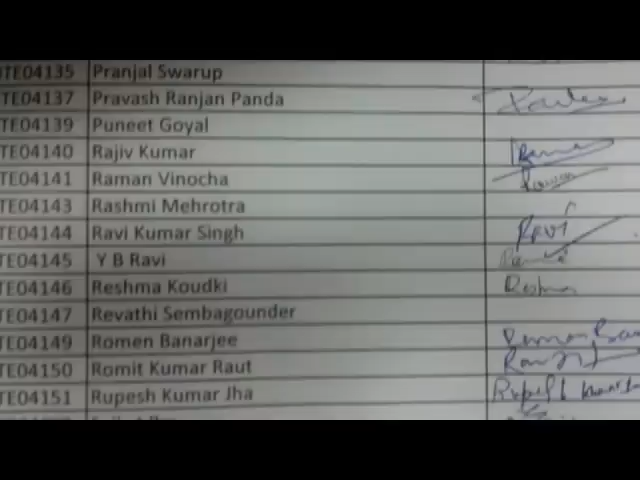 TE04135 Pranjal Swarup
TE04137 Pravash Ranjan Panda
TE04139 Puneet Goyal
TE04140 Rajiv Kumar
TE04141 Raman Vinocha
TE04143 Rashmi Mehrotra
TE04144 Ravi Kumar Singh Ravi
TE04145 Y B Ravi
TE04146 Reshma Koudki Reshma
TE04147 Revathi Sembagounder
TE04149 Romen Banarjee
TE04150 Romit Kumar Raut
TE04151 Rupesh Kumar Jha